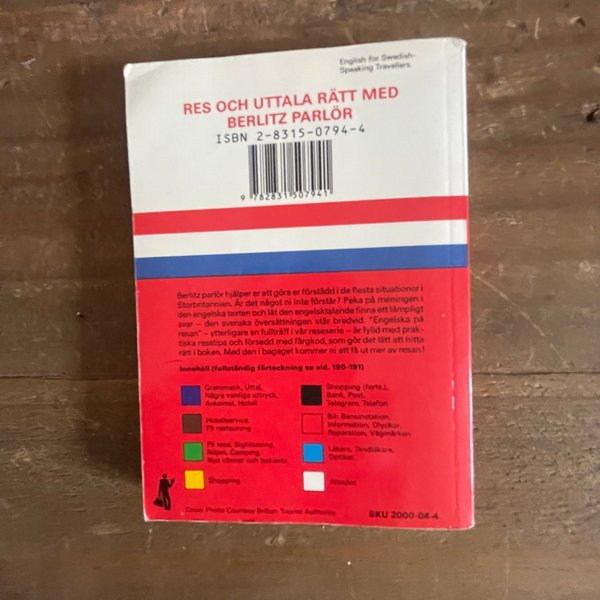 English for Swedish-
Speaking Travellers
RES OCH UTTALA RÄTT MED
BERLITZ PARLÖR
ISBN 2-8315-0794-4
9 782831 507941
Berlitz parlör hjälper er att göra er förstådd i de flesta situationer i
Storbritannien. Är det något ni inte förstår? Peka på meningen i
den engelska texten och låt den engelsktalande finna ett lämpligt
svar – den svenska översättningen står bredvid. "Engelska på
resan" – ytterligare en fullträff i vår reseserie – är fylld med prak-
tiska resetips och försedd med färgkod, som gör det lätt att hitta
rätt i boken. Med den i bagaget kommer ni att få ut mer av resan!
Innehåll (fullständig förteckning se sid. 190-191)
Grammatik, Uttal,
Några vanliga uttryck,
Ankomst, Hotell
Hotellservice,
På restaurang
På resa, Sightseeing,
Nöjen, Camping,
Nya vänner och bekanta
Shopping
Shopping (forts.),
Bank, Post,
Telegram, Telefon
Bil: Bensinstation,
Information, Olyckor,
Reparation, Vägmärken
Läkare, Tandläkare,
Optiker
Allmänt
Cover Photo Courtesy British Tourist Authority
SKU 2000-04-4